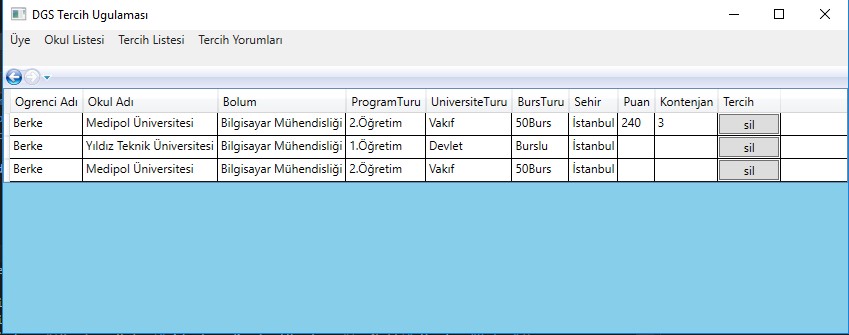 DGS Tercih Ugulaması
Üye Okul Listesi Tercih Listesi Tercih Yorumları
Ogrenci Adı Okul Adı Bolum ProgramTuru UniversiteTuru BursTuru Sehir Puan Kontenjan Tercih
Berke Medipol Üniversitesi Bilgisayar Mühendisliği 2.Öğretim Vakıf 50Burs İstanbul 240 3 sil
Berke Yıldız Teknik Üniversitesi Bilgisayar Mühendisliği 1.Öğretim Devlet Burslu İstanbul sil
Berke Medipol Üniversitesi Bilgisayar Mühendisliği 2.Öğretim Vakıf 50Burs İstanbul sil